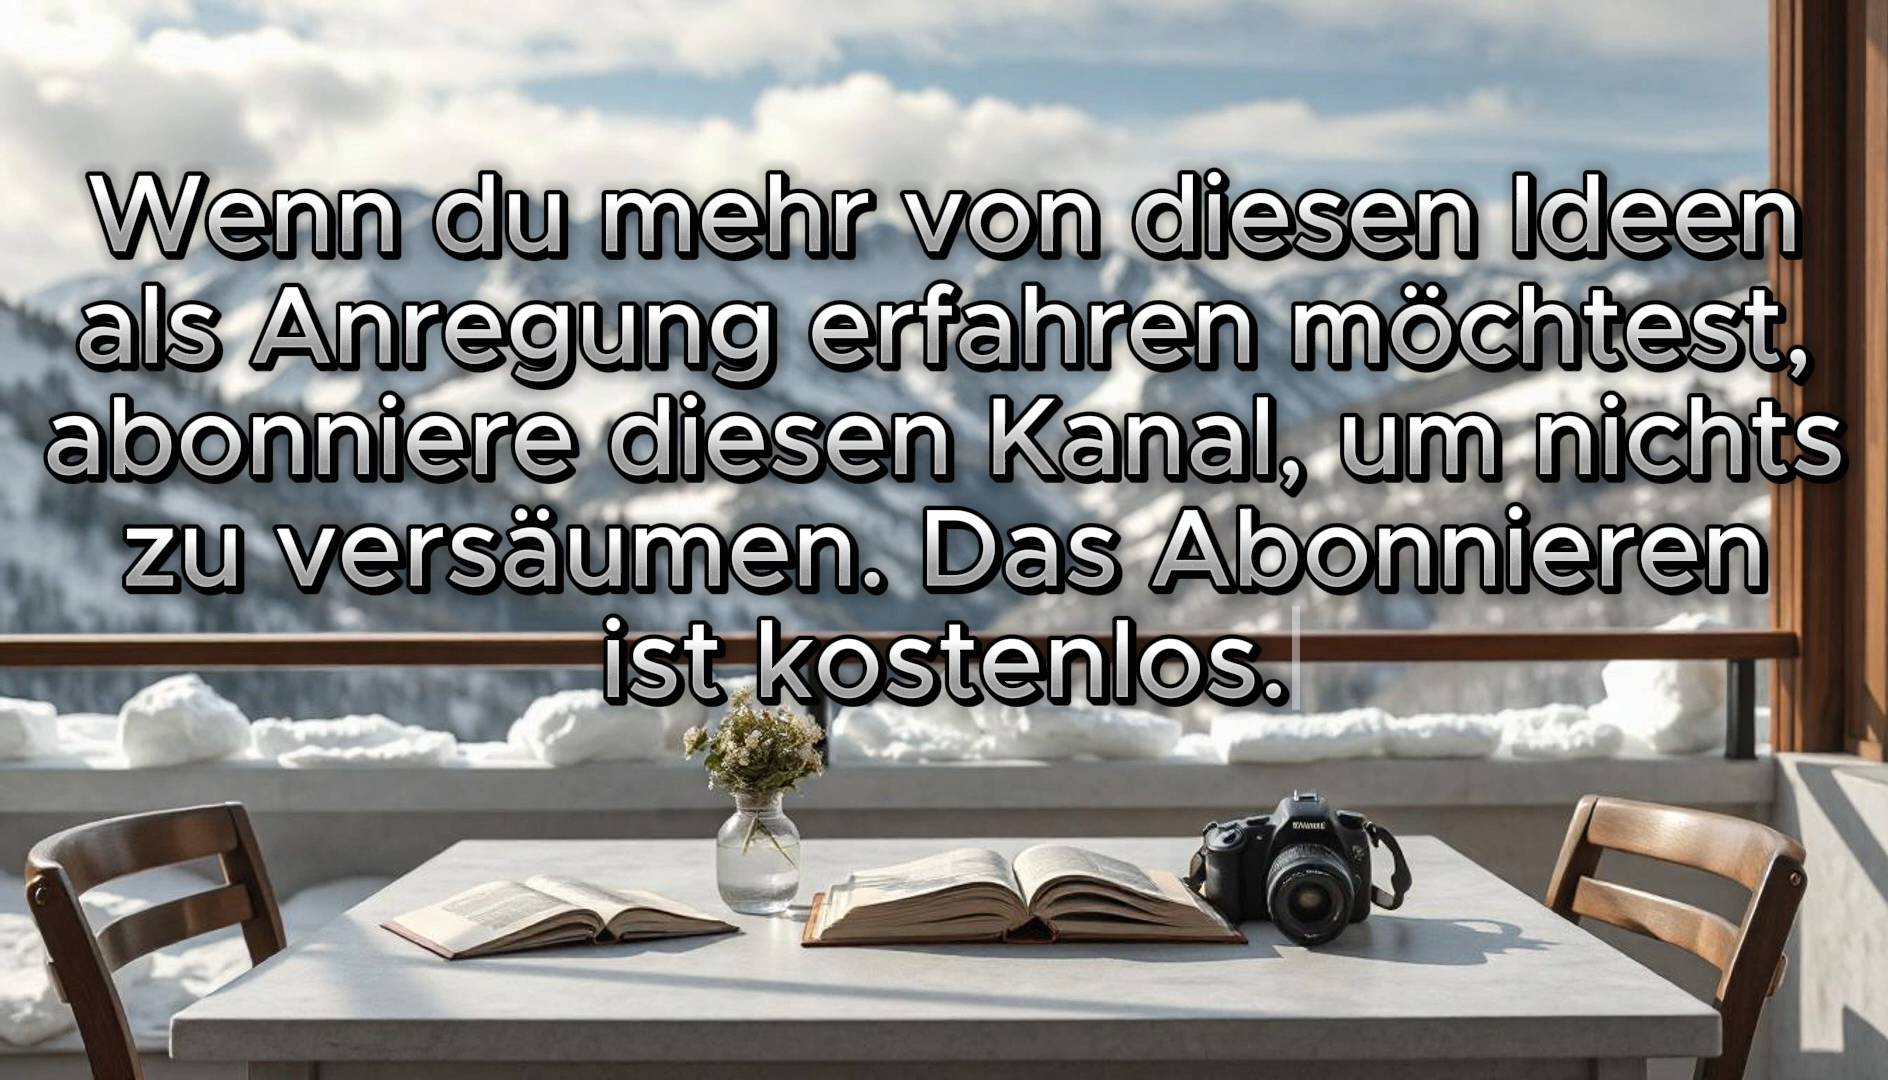 Wenn du mehr von diesen Ideen
als Anregung erfahren möchtest,
abonniere diesen Kanal, um nichts
zu versäumen. Das Abonnieren
ist kostenlos.